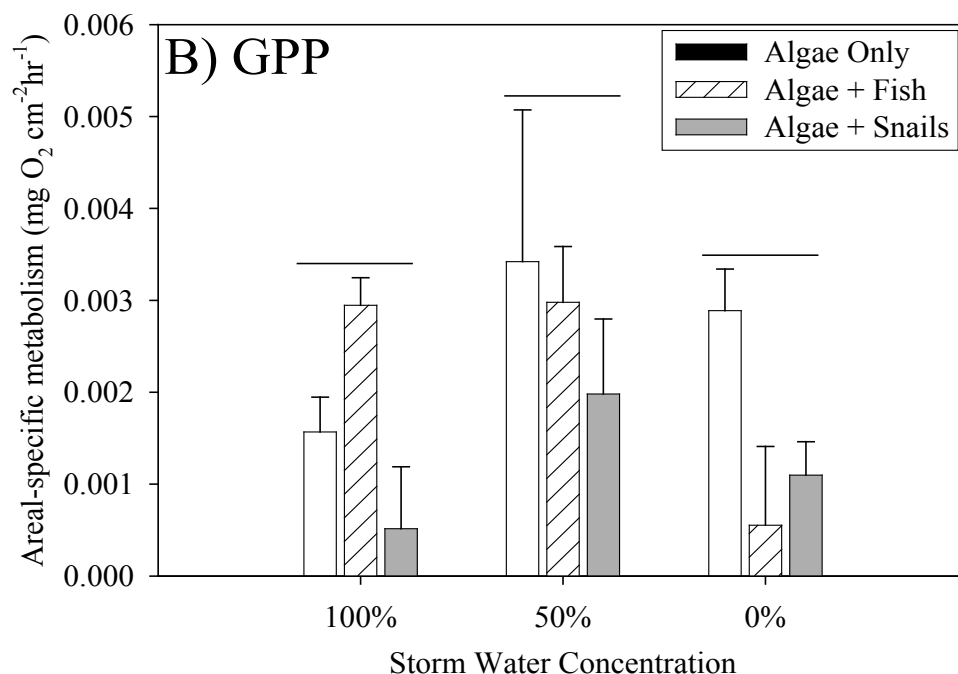 B) GPP
Algae Only
Algae + Fish
Algae + Snails
Areal-specific metabolism (mg O₂ cm⁻²hr⁻¹)
0.006
0.005
0.004
0.003
0.002
0.001
0.000
100% 50% 0%
Storm Water Concentration